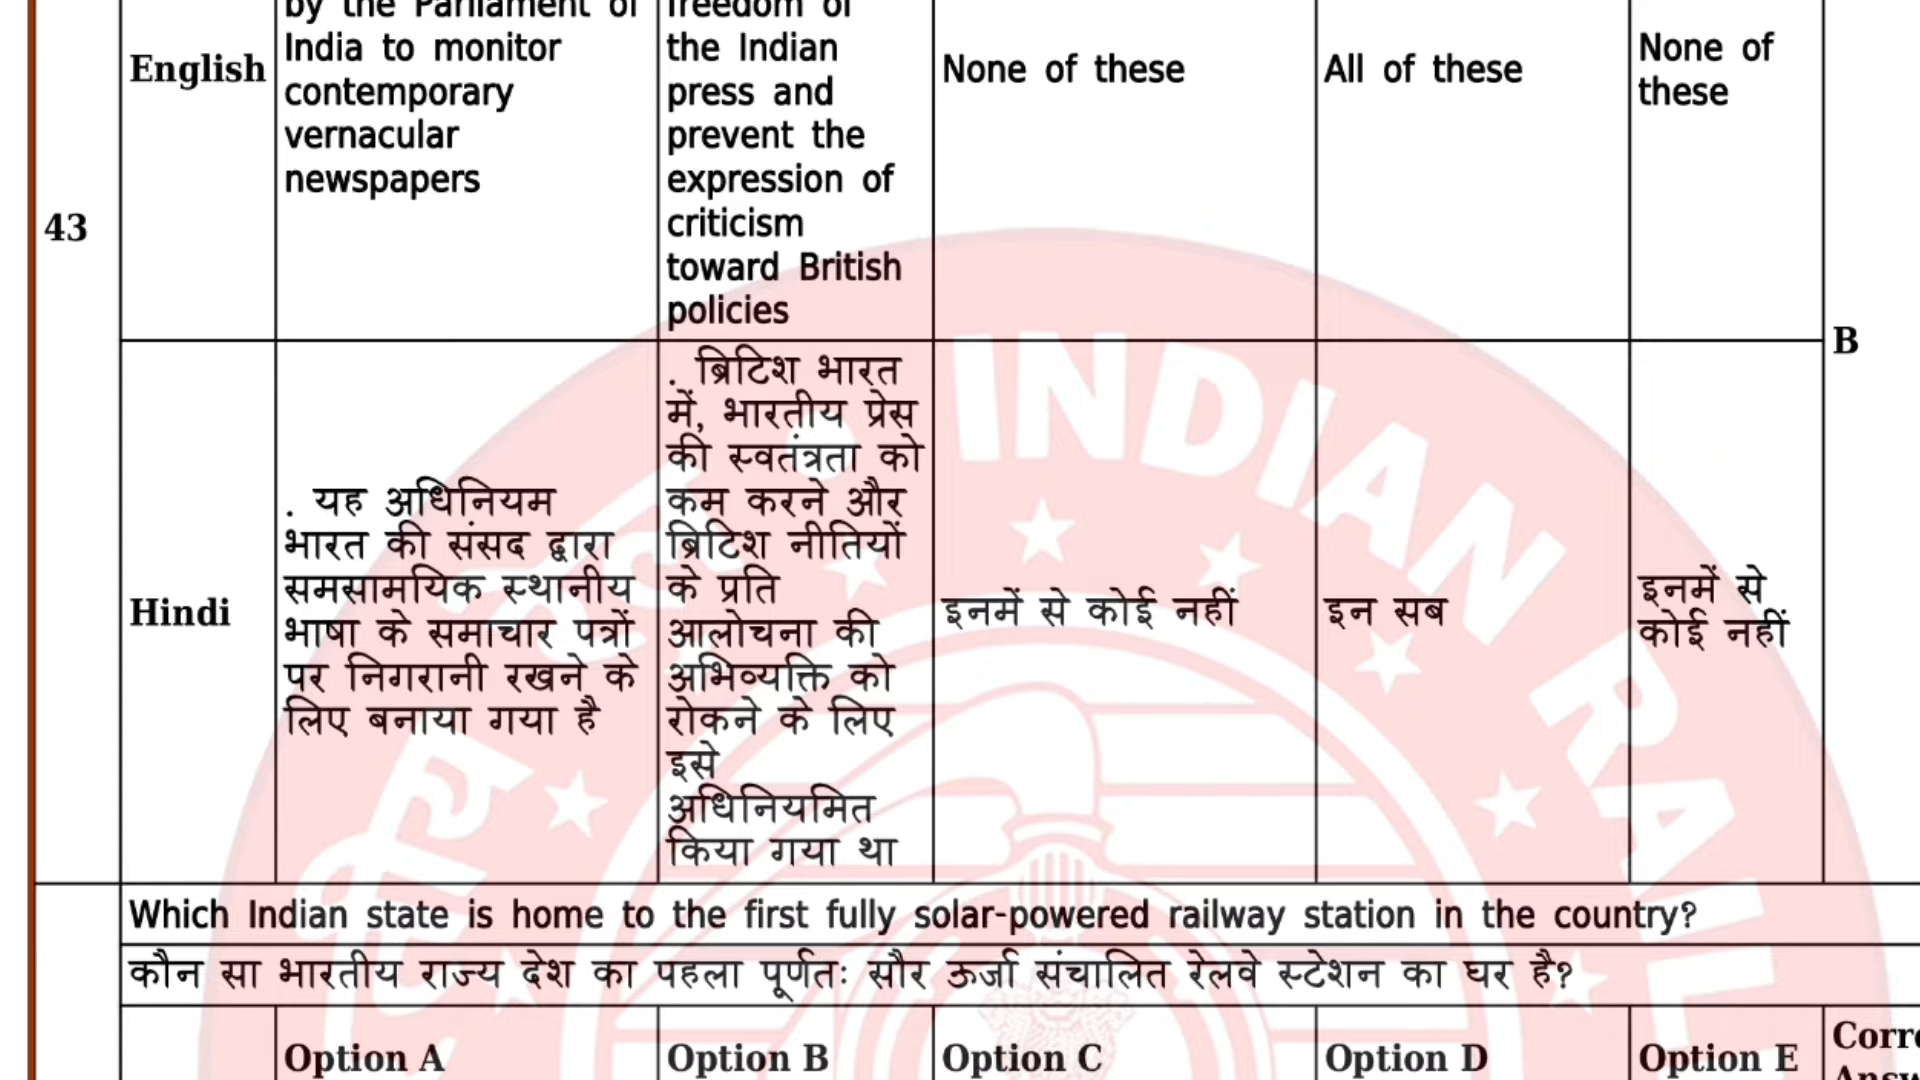 by the Parliament of
India to monitor
contemporary
vernacular
newspapers
freedom of
the Indian
press and
prevent the
expression of
criticism
toward British
policies
English
None of these
All of these
None of
these
43
B
Hindi
. यह अधिनियम
भारत की संसद द्वारा
समसामयिक स्थानीय
भाषा के समाचार पत्रों
पर निगरानी रखने के
लिए बनाया गया है
. ब्रिटिश भारत
में, भारतीय प्रेस
की स्वतंत्रता को
कम करने और
ब्रिटिश नीतियों
के प्रति
आलोचना की
अभिव्यक्ति को
रोकने के लिए
इसे
अधिनियमित
किया गया था
इनमें से कोई नहीं
इन सब
इनमें से
कोई नहीं
Which Indian state is home to the first fully solar-powered railway station in the country?
कौन सा भारतीय राज्य देश का पहला पूर्णतः सौर ऊर्जा संचालित रेलवे स्टेशन का घर है?
Option A
Option B
Option C
Option D
Option E
INDIAN RAIL